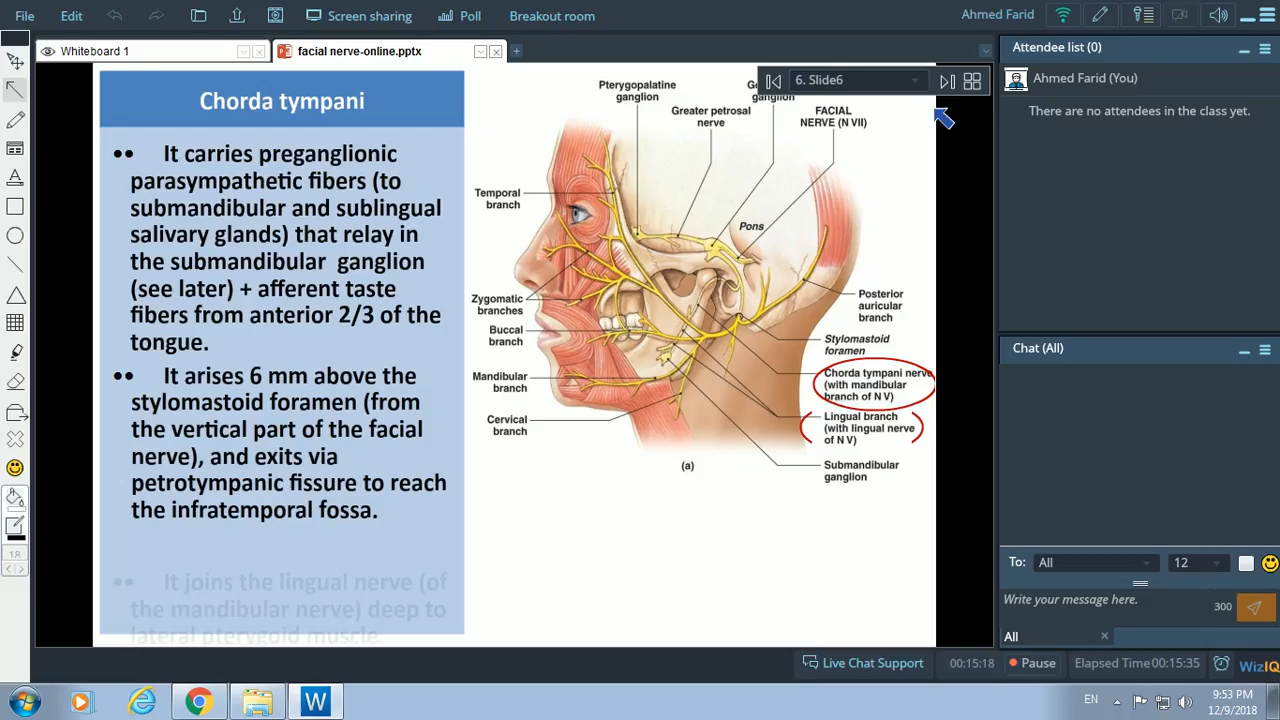 File Edit Screen sharing Poll Breakout room Ahmed Farid
Whiteboard 1 facial nerve-online.pptx
Attendee list (0)
Ahmed Farid (You)
There are no attendees in the class yet.
6. Slide6
Chorda tympani
•• It carries preganglionic
parasympathetic fibers (to
submandibular and sublingual
salivary glands) that relay in
the submandibular ganglion
(see later) + afferent taste
fibers from anterior 2/3 of the
tongue.
•• It arises 6 mm above the
stylomastoid foramen (from
the vertical part of the facial
nerve), and exits via
petrotympanic fissure to reach
the infratemporal fossa.
•• It joins the lingual nerve (of
the mandibular nerve) deep to
lateral pterygoid muscle.
Pterygopalatine
ganglion
Greater petrosal
nerve
ganglion
FACIAL
NERVE (N VII)
Temporal
branch
Pons
Zygomatic
branches
Buccal
branch
Mandibular
branch
Cervical
branch
Posterior
auricular
branch
Stylomastoid
foramen
Chorda tympani nerve
(with mandibular
branch of N V)
Lingual branch
(with lingual nerve
of N V)
Submandibular
ganglion
(a)
Chat (All)
To: All 12
Write your message here. 300
All
Live Chat Support 00:15:18 Pause Elapsed Time 00:15:35 WizIQ
EN 9:53 PM
12/9/2018